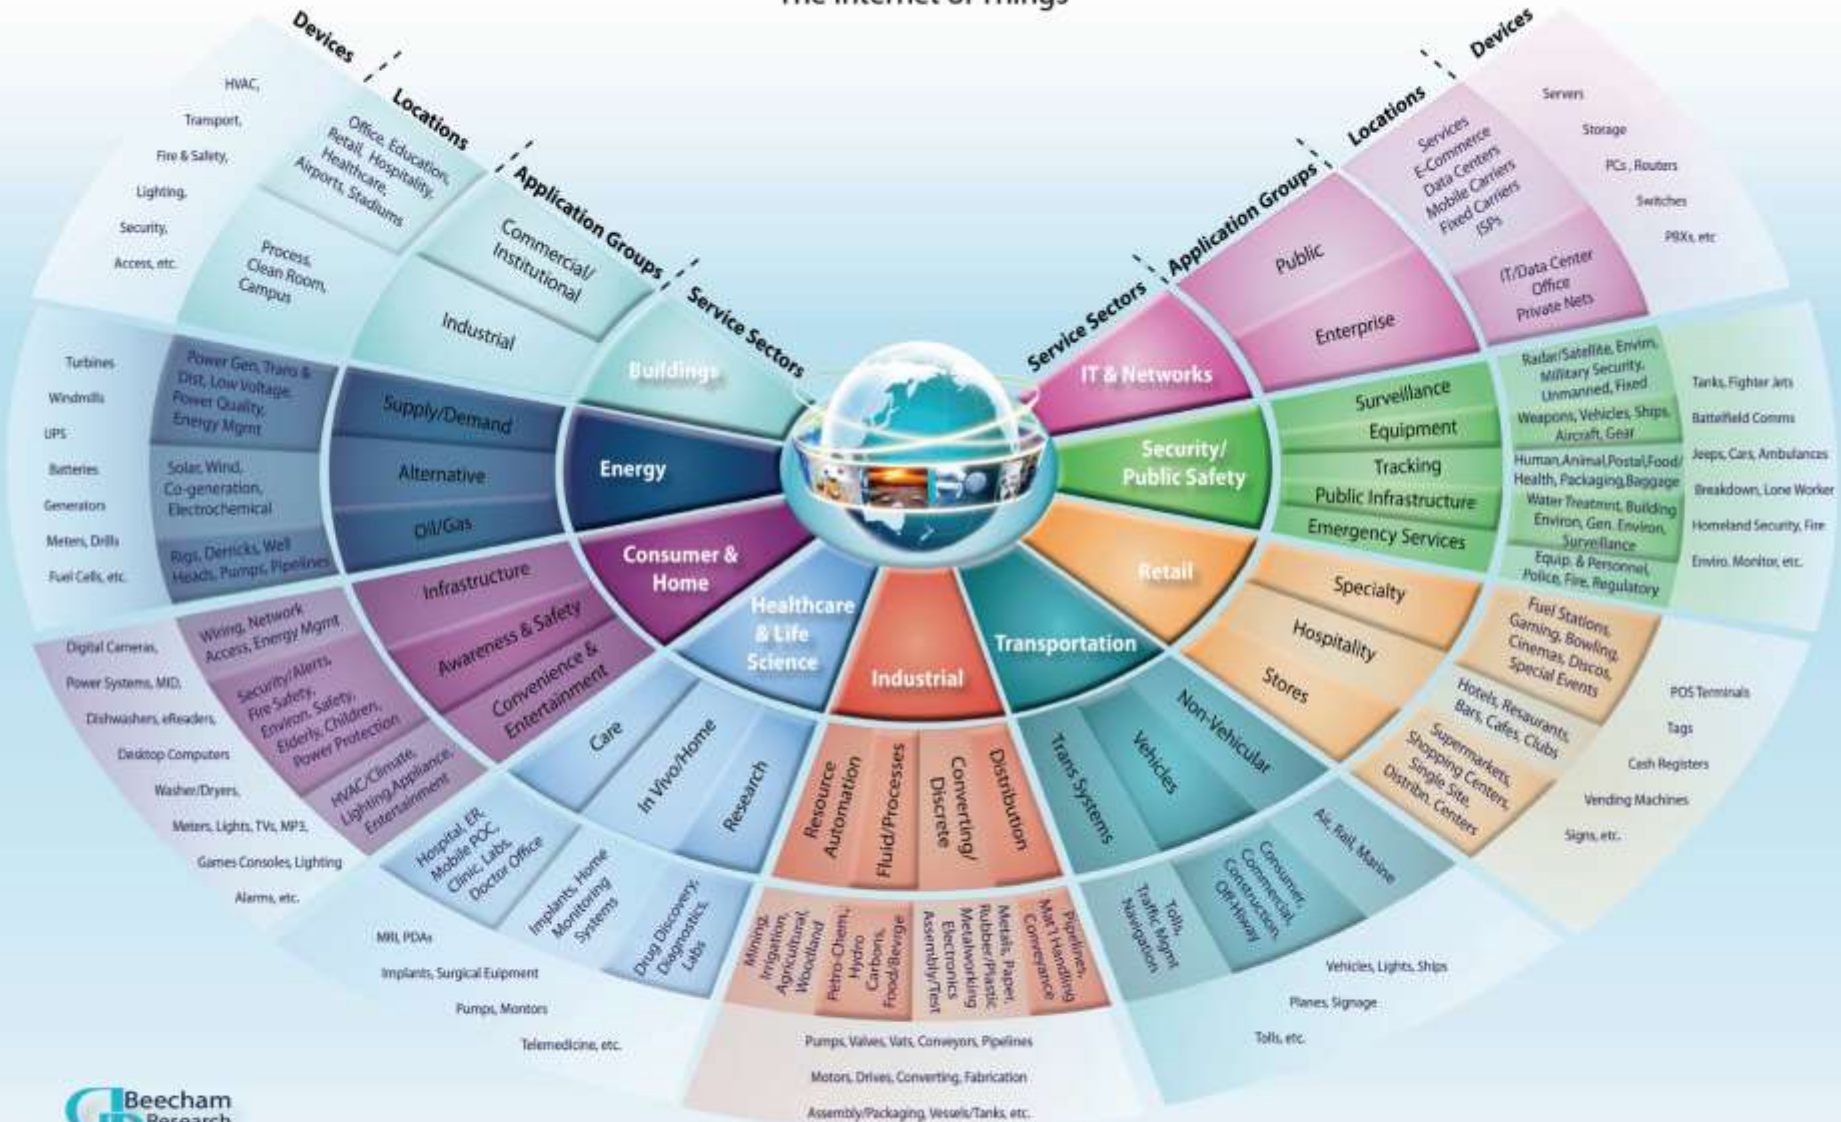 The Internet of Things
Devices
Locations
Application Groups
Service Sectors
Service Sectors
Application Groups
Locations
Devices
HVAC,
Transport,
Fire & Safety,
Lighting,
Security,
Access, etc.
Office, Education,
Retail, Hospitality,
Healthcare,
Airports, Stadiums
Process,
Clean Room,
Campus
Commercial/
Institutional
Industrial
Buildings
Turbines
Windmills
UPS
Batteries
Generators
Meters, Drills
Fuel Cells, etc.
Power Gen, Trans &
Dist, Low Voltage,
Power Quality,
Energy Mgmt
Solar, Wind,
Co-generation,
Electrochemical
Rigs, Derricks, Well
Heads, Pumps, Pipelines
Supply/Demand
Alternative
Oil/Gas
Energy
Digital Cameras,
Power Systems, MID,
Dishwashers, eReaders,
Desktop Computers
Washer/Dryers,
Meters, Lights, TVs, MP3,
Games Consoles, Lighting
Alarms, etc.
Wiring, Network
Access, Energy Mgmt
Security/Alerts,
Fire Safety,
Environ. Safety,
Elderly, Children,
Power Protection
HVAC/Climate,
Lighting,Appliance,
Entertainment
Infrastructure
Awareness & Safety
Convenience &
Entertainment
Consumer &
Home
MRI, PDAs
Implants, Surgical Euipment
Pumps, Montors
Telemedicine, etc.
Hospital, ER,
Mobile POC,
Clinic, Labs,
Doctor Office
Implants, Home
Monitoring
Systems
Drug Discovery,
Diagnostics,
Labs
Care
In Vivo/Home
Research
Healthcare
& Life
Science
Industrial
Resource
Automation
Fluid/Processes
Converting/
Discrete
Distribution
Mining,
Irrigation,
Agricultural,
Woodland
Petro-Chem.,
Hydro
Carbons,
Food/Bevrige
Metals, Paper,
Rubber/Plastic
Metalworking
Electronics
Assembly/Test
Pipelines,
Mat'l Handling
Conveyance
Pumps, Valves, Vats, Conveyors, Pipelines
Motors, Drives, Converting, Fabrication
Assembly/Packaging, Vessels/Tanks, etc.
Transportation
Trans Systems
Vehicles
Non-Vehicular
Tolls,
Traffic Mgmt
Navigation
Consumer,
Commercial,
Construction,
Off-Hiway
Air, Rail, Marine
Vehicles, Lights, Ships
Planes, Signage
Tolls, etc.
Retail
Specialty
Hospitality
Stores
Fuel Stations,
Gaming, Bowling,
Cinemas, Discos,
Special Events
Hotels, Restaurants,
Bars, Cafes, Clubs
Supermarkets,
Shopping Centers,
Single Site,
Distribn. Centers
POS Terminals
Tags
Cash Registers
Vending Machines
Signs, etc.
Security/
Public Safety
Surveillance
Equipment
Tracking
Public Infrastructure
Emergency Services
Radar/Satellite, Envirn,
Military Security,
Unmanned, Fixed
Weapons, Vehicles, Ships,
Aircraft, Gear
Human,Animal,Postal,Food/
Health, Packaging,Baggage
Water Treatmnt, Building
Environ, Gen. Environ,
Surveillance
Equip. & Personnel,
Police, Fire, Regulatory
Tanks, Fighter Jets
Battelfield Comms
Jeeps, Cars, Ambulances
Breakdown, Lone Worker
Homeland Security, Fire
Enviro. Monitor, etc.
IT & Networks
Public
Enterprise
Services
E-Commerce
Data Centers
Mobile Carriers
Fixed Carriers
ISPs
IT/Data Center
Office
Private Nets
Servers
Storage
PCs , Routers
Switches
PBXs, etc
Beecham
Research